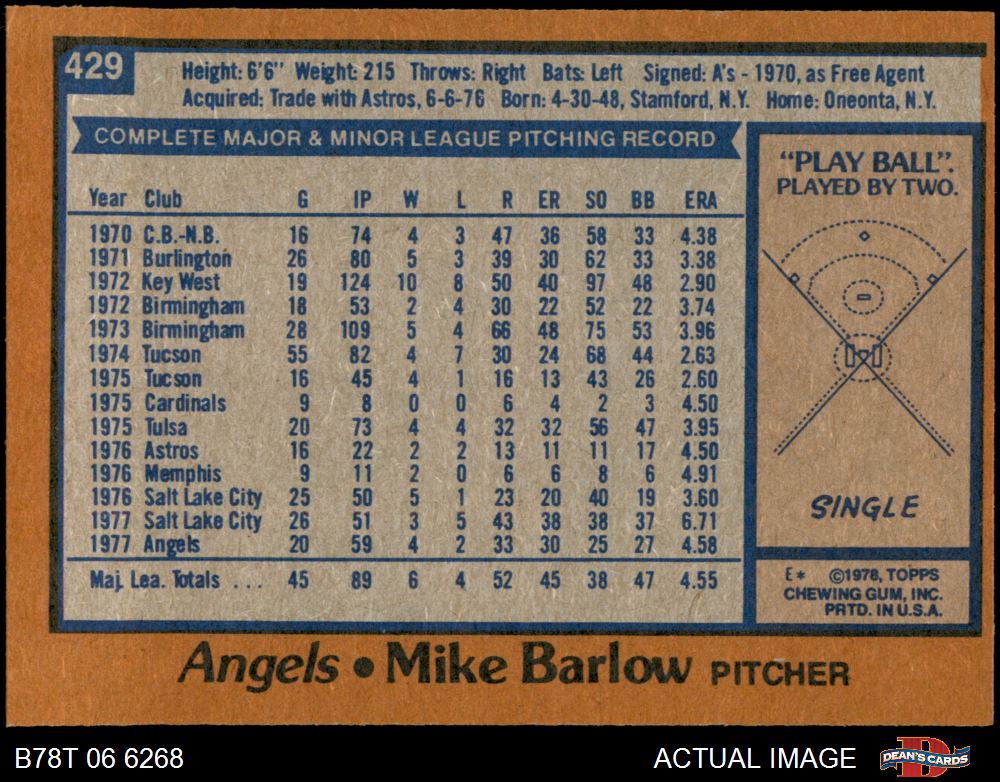 429
Height: 6'6" Weight: 215 Throws: Right Bats: Left Signed: A's - 1970, as Free Agent
Acquired: Trade with Astros, 6-6-76 Born: 4-30-48, Stamford, N.Y. Home: Oneonta, N.Y.
COMPLETE MAJOR & MINOR LEAGUE PITCHING RECORD
Year Club G IP W L R ER SO BB ERA
1970 C.B.-N.B. 16 74 4 3 47 36 58 33 4.38
1971 Burlington 26 80 5 3 39 30 62 33 3.38
1972 Key West 19 124 10 8 50 40 97 48 2.90
1972 Birmingham 18 53 2 4 30 22 52 22 3.74
1973 Birmingham 28 109 5 4 66 48 75 53 3.96
1974 Tucson 55 82 4 7 30 24 68 44 2.63
1975 Tucson 16 45 4 1 16 13 43 26 2.60
1975 Cardinals 9 8 0 0 6 4 2 3 4.50
1975 Tulsa 20 73 4 4 32 32 56 47 3.95
1976 Astros 16 22 2 2 13 11 11 17 4.50
1976 Memphis 9 11 2 0 6 6 8 6 4.91
1976 Salt Lake City 25 50 5 1 23 20 40 19 3.60
1977 Salt Lake City 26 51 3 5 43 38 38 37 6.71
1977 Angels 20 59 4 2 33 30 25 27 4.58
Maj. Lea. Totals ... 45 89 6 4 52 45 38 47 4.55
"PLAY BALL".
PLAYED BY TWO.
SINGLE
E* ©1978, TOPPS
CHEWING GUM, INC.
PRTD. IN U.S.A.
Angels • Mike Barlow PITCHER
B78T 06 6268
ACTUAL IMAGE
DEAN'S CARDS